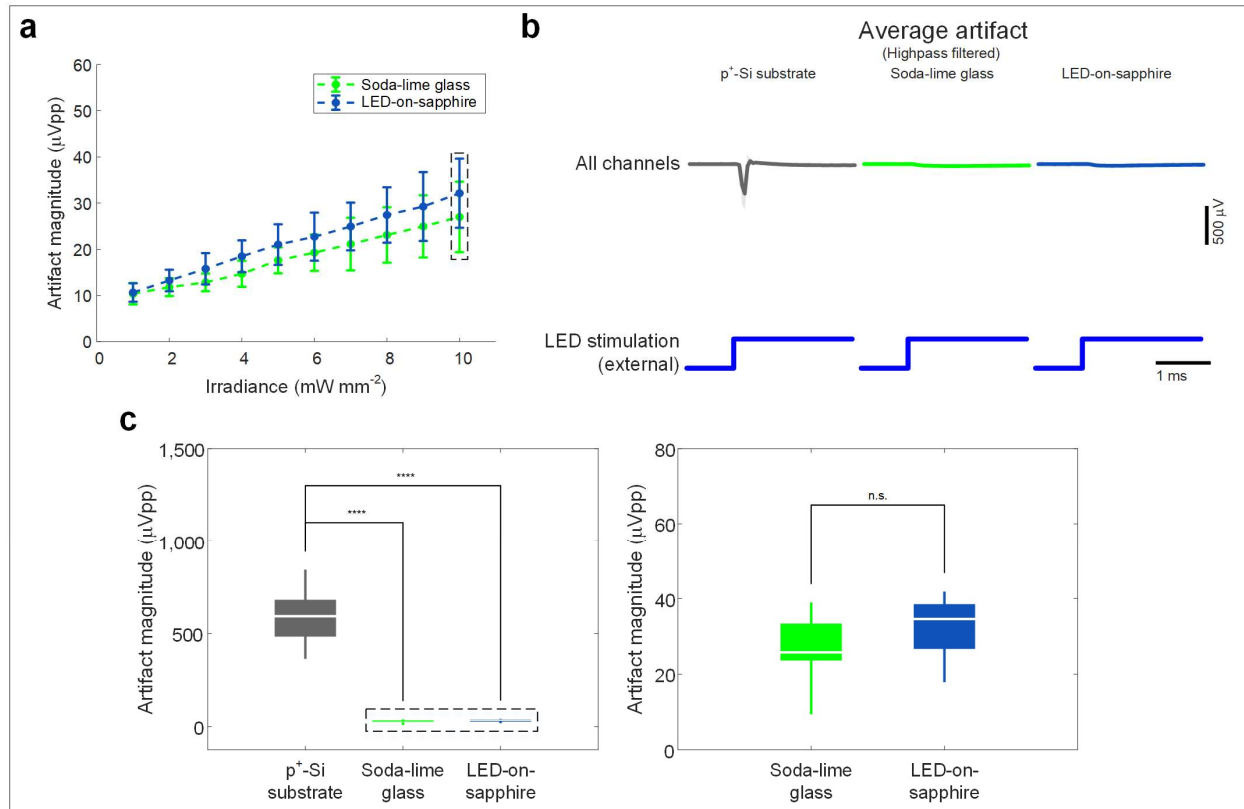 a
60
50
40
30
20
10
0
Artifact magnitude (µVpp)
Soda-lime glass
LED-on-sapphire
0 2 4 6 8 10
Irradiance (mW mm⁻²)
b
Average artifact
(Highpass filtered)
p⁺-Si substrate Soda-lime glass LED-on-sapphire
All channels
500 µV
LED stimulation
(external)
1 ms
c
1,500
1,000
500
0
Artifact magnitude (µVpp)
****
****
p⁺-Si
substrate
Soda-lime
glass
LED-on-
sapphire
80
60
40
20
0
Artifact magnitude (µVpp)
n.s.
Soda-lime
glass
LED-on-
sapphire